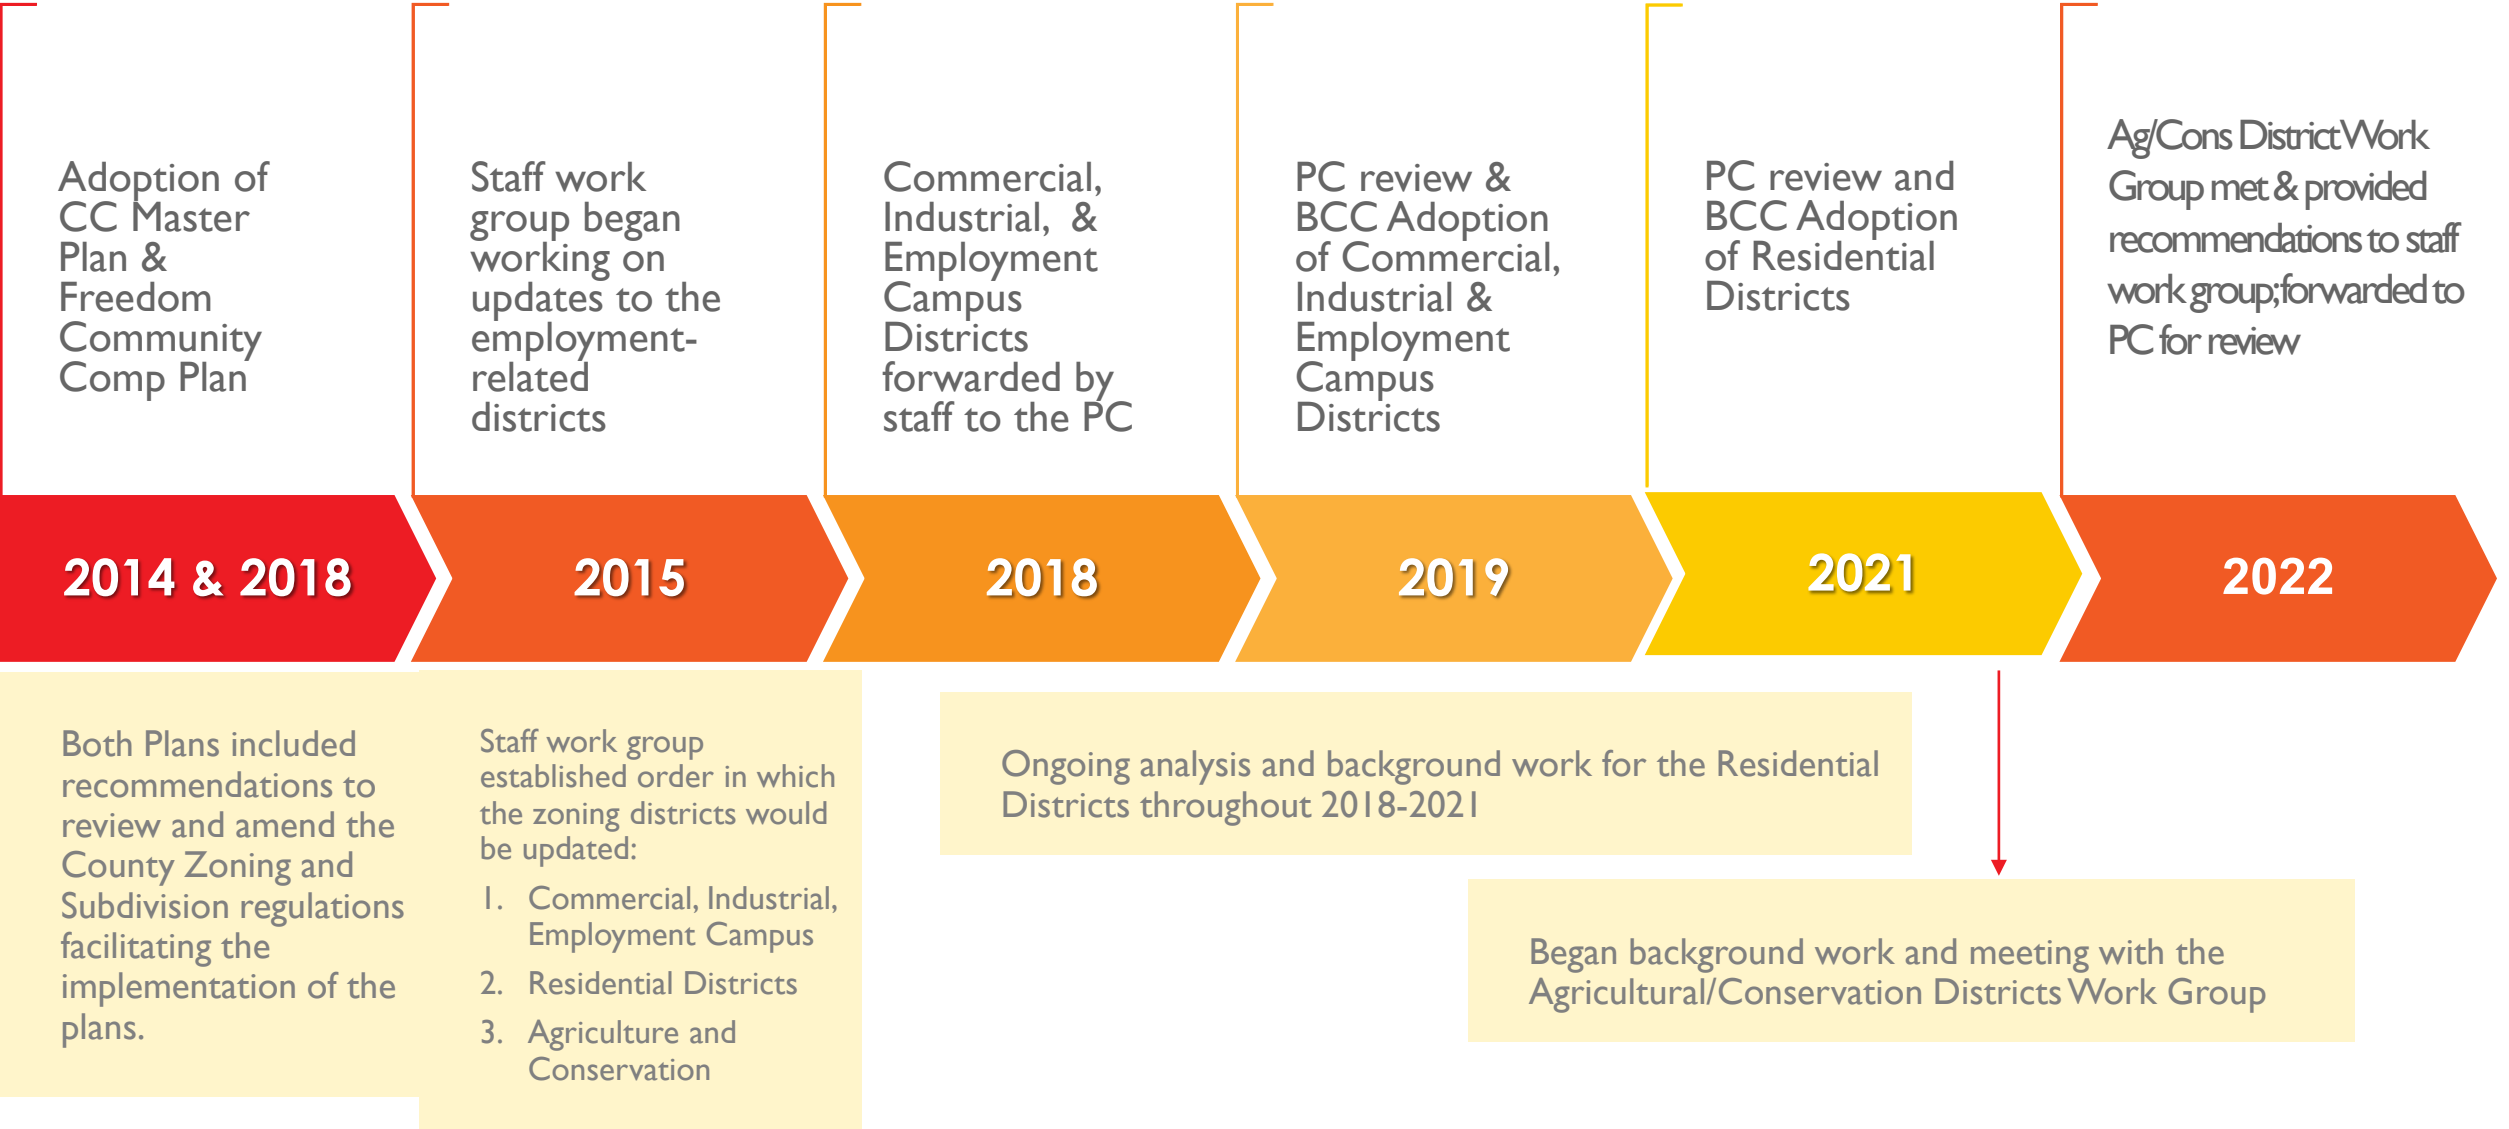 Adoption of
CC Master
Plan &
Freedom
Community
Comp Plan
Staff work
group began
working on
updates to the
employment-
related
districts
Commercial,
Industrial, &
Employment
Campus
Districts
forwarded by
staff to the PC
PC review &
BCC Adoption
of Commercial,
Industrial &
Employment
Campus
Districts
PC review and
BCC Adoption
of Residential
Districts
Ag/Cons District Work
Group met & provided
recommendations to staff
work group; forwarded to
PC for review
2014 & 2018
2015
2018
2019
2021
2022
Both Plans included
recommendations to
review and amend the
County Zoning and
Subdivision regulations
facilitating the
implementation of the
plans.
Staff work group
established order in which
the zoning districts would
be updated:
1. Commercial, Industrial,
Employment Campus
2. Residential Districts
3. Agriculture and
Conservation
Ongoing analysis and background work for the Residential
Districts throughout 2018-2021
Began background work and meeting with the
Agricultural/Conservation Districts Work Group